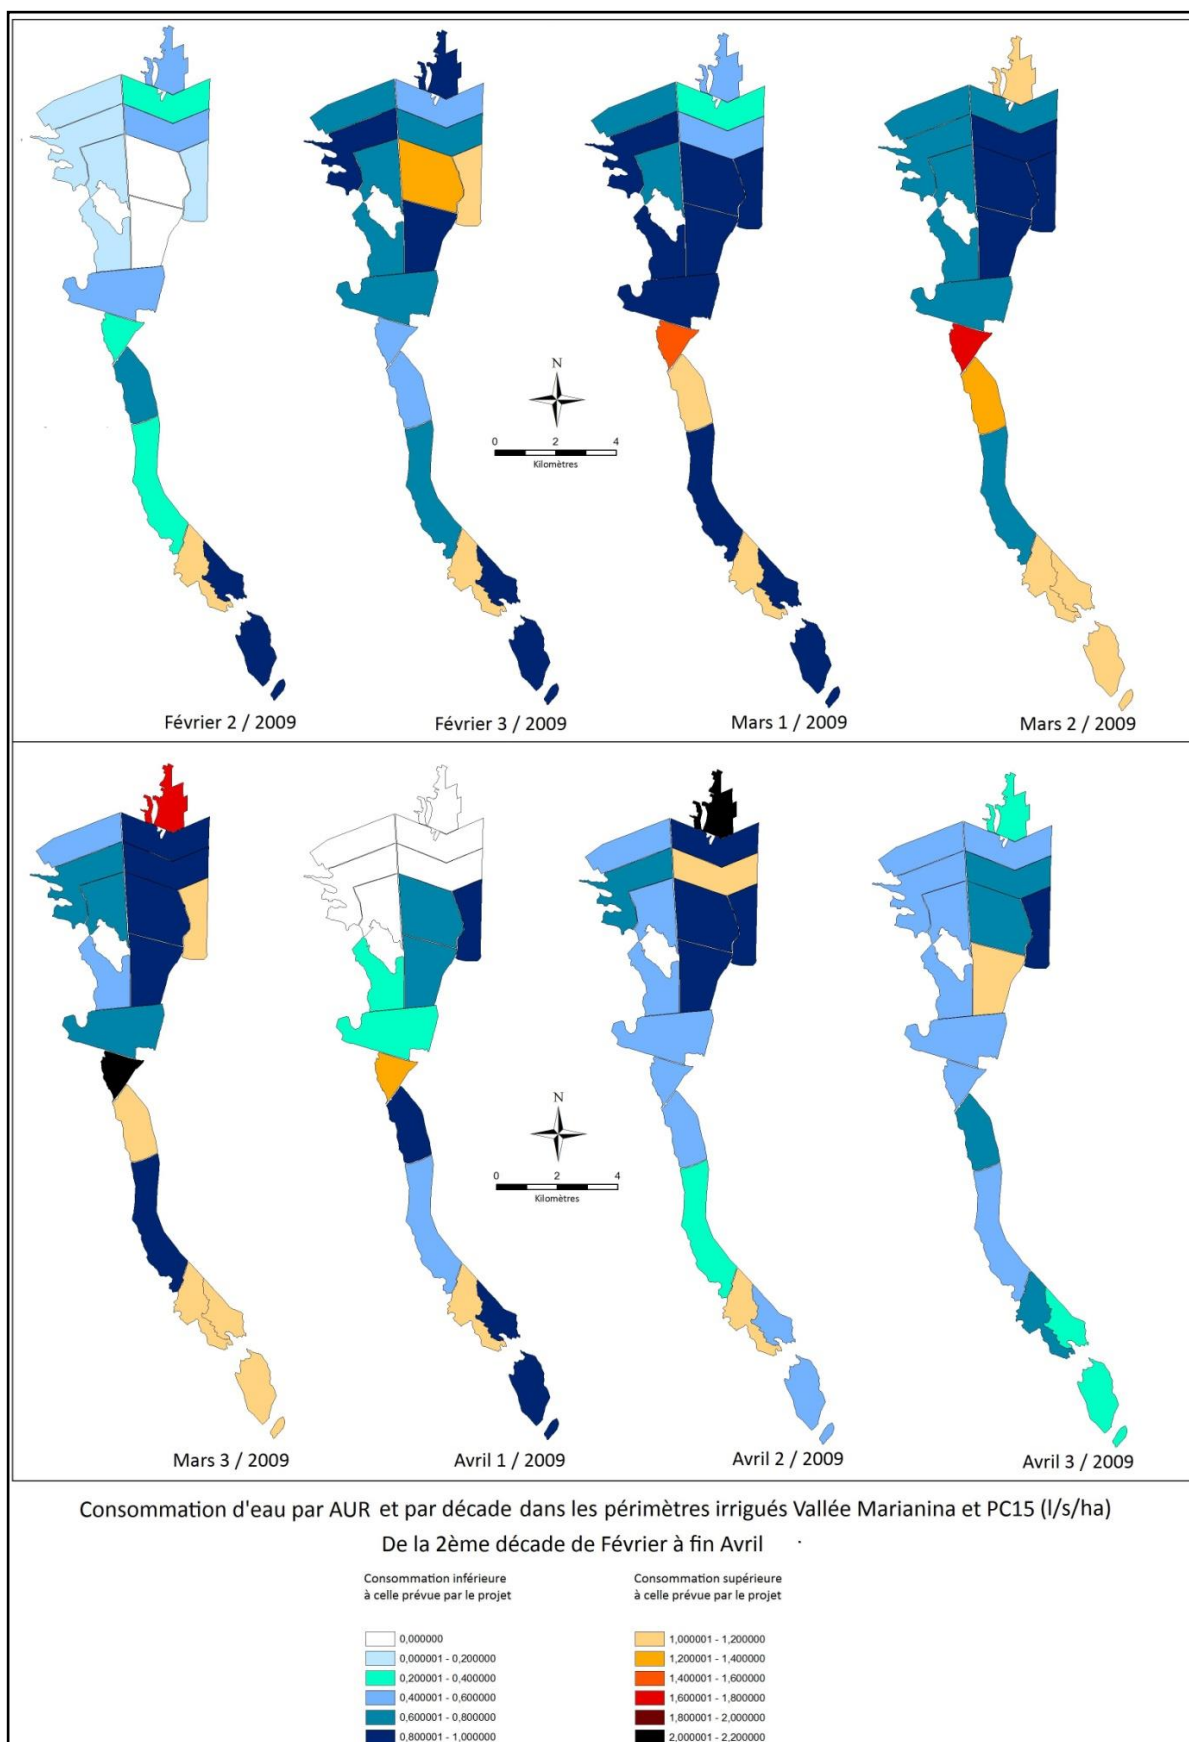 Février 2 / 2009
Février 3 / 2009
Mars 1 / 2009
Mars 2 / 2009
N
0 2 4
Kilomètres
Mars 3 / 2009
Avril 1 / 2009
Avril 2 / 2009
Avril 3 / 2009
N
0 2 4
Kilomètres
Consommation d'eau par AUR et par décade dans les périmètres irrigués Vallée Marianina et PC15 (l/s/ha)
De la 2ème décade de Février à fin Avril
Consommation inférieure
à celle prévue par le projet
0,000000
0,000001 - 0,200000
0,200001 - 0,400000
0,400001 - 0,600000
0,600001 - 0,800000
0,800001 - 1,000000
Consommation supérieure
à celle prévue par le projet
1,000001 - 1,200000
1,200001 - 1,400000
1,400001 - 1,600000
1,600001 - 1,800000
1,800001 - 2,000000
2,000001 - 2,200000